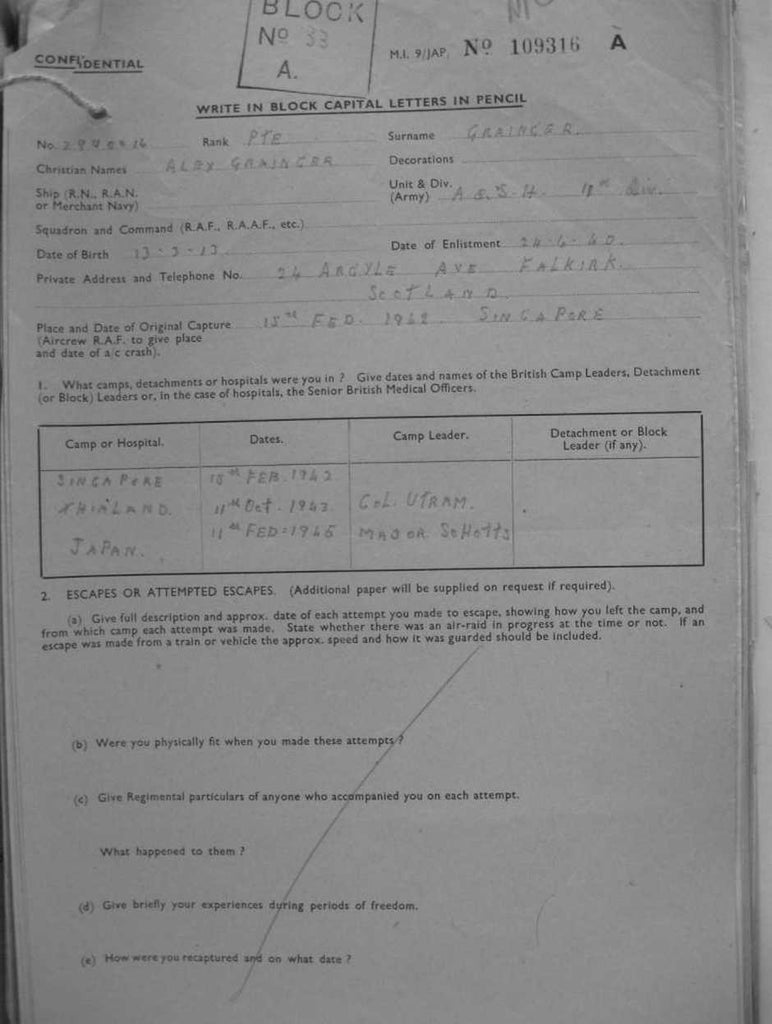 BLOCK
Nº 33
A.
CONFIDENTIAL
M.I. 9/JAP. Nº 109316 A
WRITE IN BLOCK CAPITAL LETTERS IN PENCIL
No. Rank PTE Surname GRAINGER.
Christian Names ALEX GRAINGER Decorations
Ship (R.N., R.A.N. or Merchant Navy)
Unit & Div. (Army) A & S. H. 18th Div.
Squadron and Command (R.A.F., R.A.A.F., etc.)
Date of Birth 13-3-13 Date of Enlistment 24-6-40.
Private Address and Telephone No. 24 ARGYLE AVE FALKIRK.
SCOTLAND.
Place and Date of Original Capture 15th FED. 1942 SINGAPORE
(Aircrew R.A.F. to give place
and date of a/c crash).
1. What camps, detachments or hospitals were you in ? Give dates and names of the British Camp Leaders, Detachment
(or Block) Leaders or, in the case of hospitals, the Senior British Medical Officers.
Camp or Hospital. Dates. Camp Leader. Detachment or Block
Leader (if any).
SINGAPORE 15th FEB. 1942
THIALAND. 11th Oct. 1943. COL. UTRAM.
JAPAN. 11th FED=1945 MAJOR SCHOTTS
2. ESCAPES OR ATTEMPTED ESCAPES. (Additional paper will be supplied on request if required).
(a) Give full description and approx. date of each attempt you made to escape, showing how you left the camp, and
from which camp each attempt was made. State whether there was an air-raid in progress at the time or not. If an
escape was made from a train or vehicle the approx. speed and how it was guarded should be included.
(b) Were you physically fit when you made these attempts ?
(c) Give Regimental particulars of anyone who accompanied you on each attempt.
What happened to them ?
(d) Give briefly your experiences during periods of freedom.
(e) How were you recaptured and on what date ?